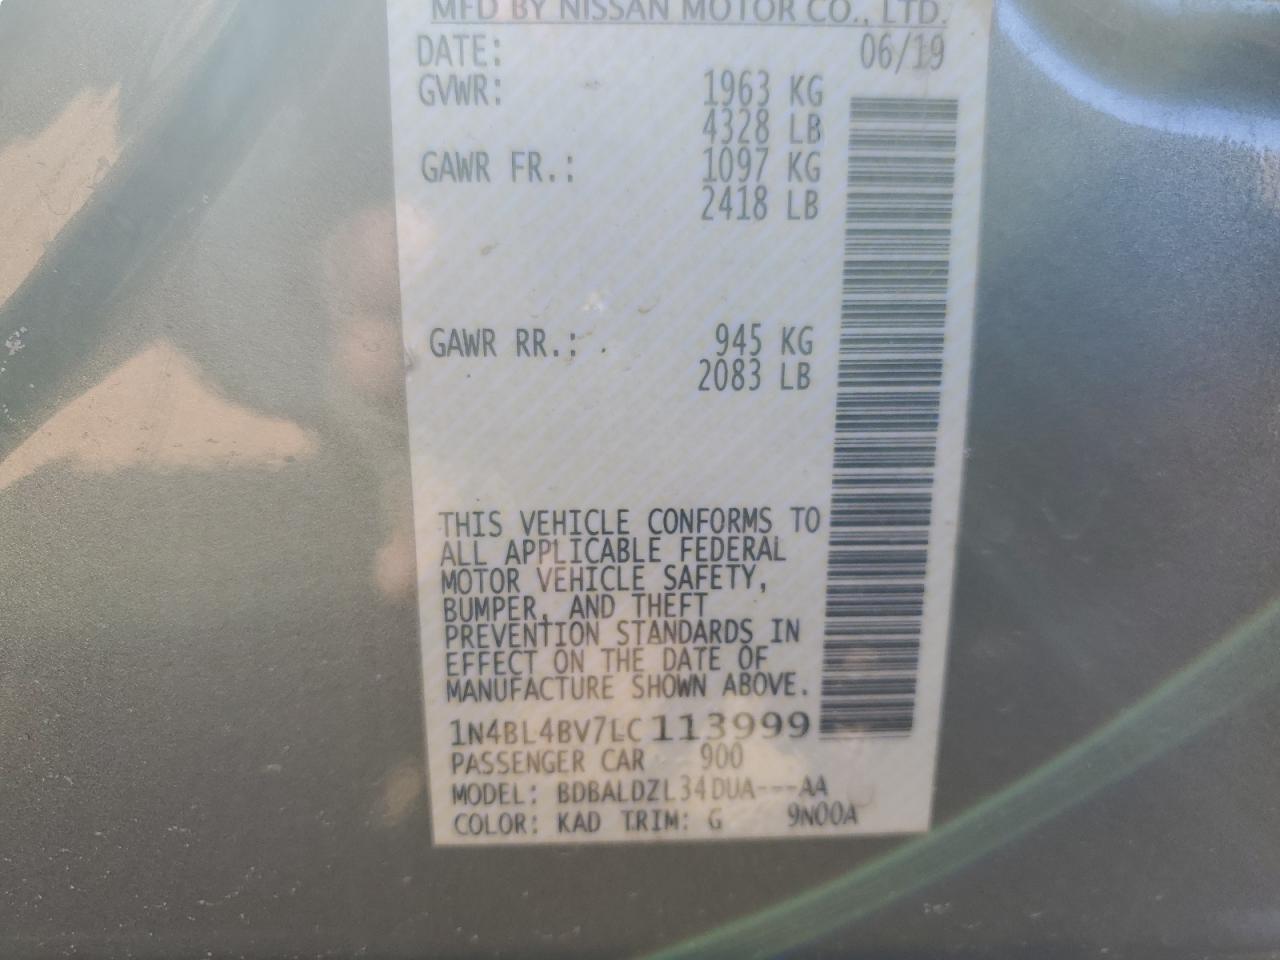 MFD BY NISSAN MOTOR CO., LTD.
DATE: 06/19
GVWR: 1963 KG
4328 LB
GAWR FR.: 1097 KG
2418 LB
GAWR RR.: 945 KG
2083 LB
THIS VEHICLE CONFORMS TO
ALL APPLICABLE FEDERAL
MOTOR VEHICLE SAFETY,
BUMPER, AND THEFT
PREVENTION STANDARDS IN
EFFECT ON THE DATE OF
MANUFACTURE SHOWN ABOVE.
1N4BL4BV7LC113999
PASSENGER CAR 900
MODEL: BDBALDZL34DUA---AA
COLOR: KAD TRIM: G 9N00A